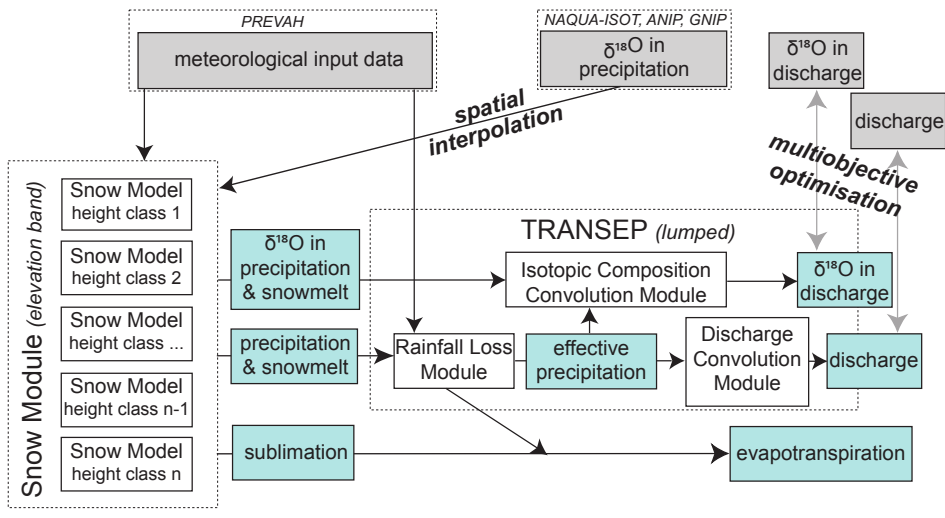 PREVAH
meteorological input data
NAQUA-ISOT, ANIP, GNIP
δ¹⁸O in
precipitation
δ¹⁸O in
discharge
discharge
spatial
interpolation
multiobjective
optimisation
Snow Module (elevation band)
Snow Model
height class 1
Snow Model
height class 2
Snow Model
height class ...
Snow Model
height class n-1
Snow Model
height class n
δ¹⁸O in
precipitation
& snowmelt
precipitation
& snowmelt
sublimation
TRANSEP (lumped)
Isotopic Composition
Convolution Module
Rainfall Loss
Module
effective
precipitation
Discharge
Convolution
Module
δ¹⁸O in
discharge
discharge
evapotranspiration